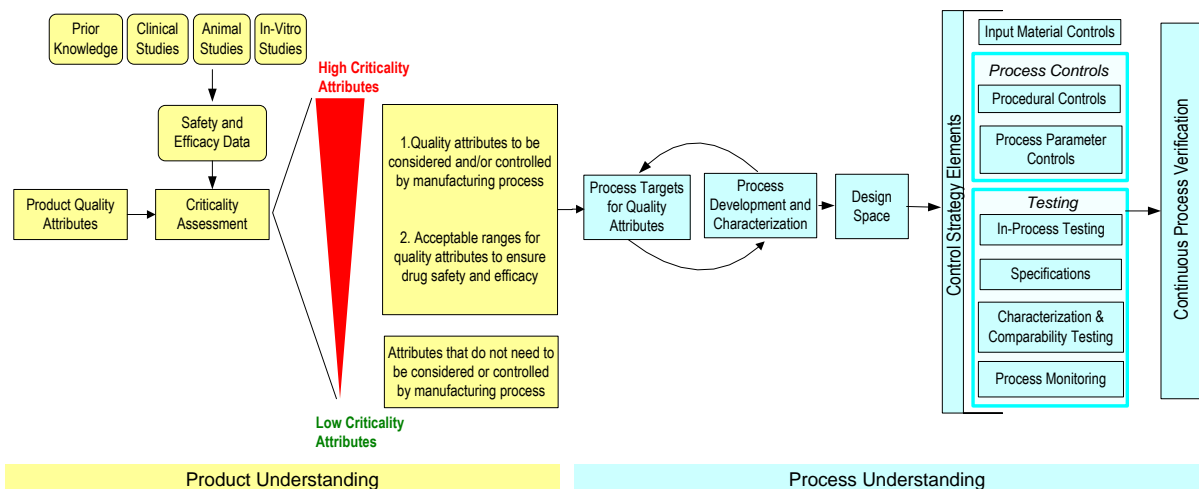 Prior
Knowledge
Clinical
Studies
Animal
Studies
In-Vitro
Studies
Safety and
Efficacy Data
Product Quality
Attributes
Criticality
Assessment
High Criticality
Attributes
Low Criticality
Attributes
1.Quality attributes to be
considered and/or controlled
by manufacturing process
2. Acceptable ranges for
quality attributes to ensure
drug safety and efficacy
Attributes that do not need to
be considered or controlled
by manufacturing process
Process Targets
for Quality
Attributes
Process
Development and
Characterization
Design
Space
Control Strategy Elements
Input Material Controls
Process Controls
Procedural Controls
Process Parameter
Controls
Testing
In-Process Testing
Specifications
Characterization &
Comparability Testing
Process Monitoring
Continuous Process Verification
Product Understanding
Process Understanding